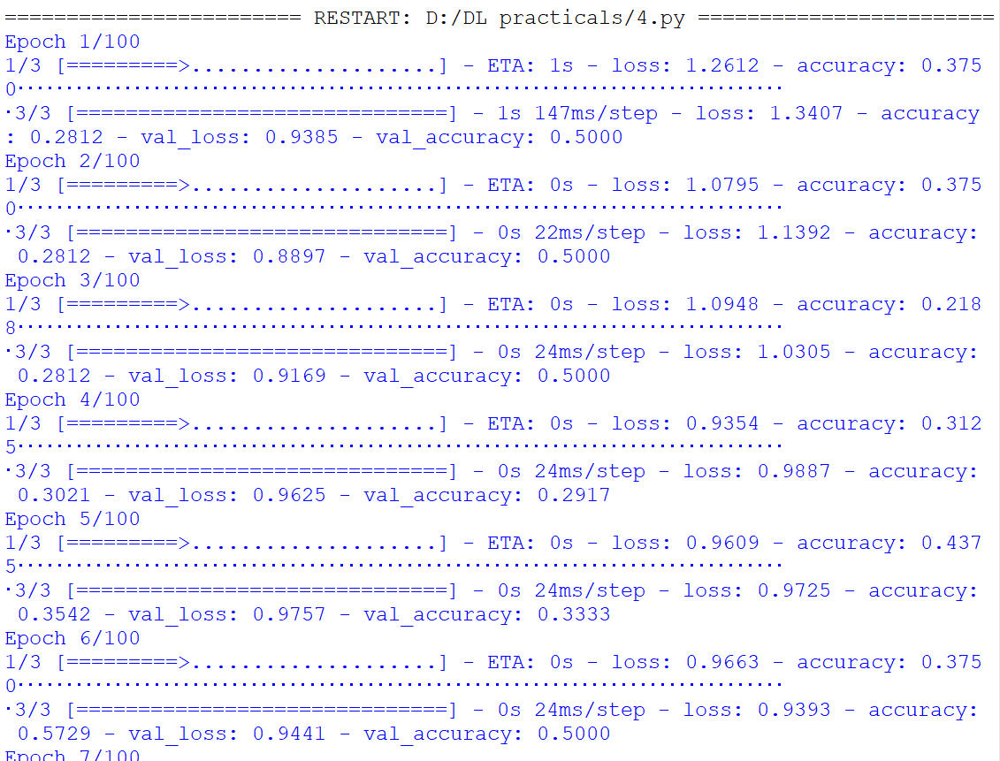 ======================== RESTART: D:/DL practicals/4.py ========================
Epoch 1/100
1/3 [=========>....................] - ETA: 1s - loss: 1.2612 - accuracy: 0.375
0·······························································
·3/3 [==============================] - 1s 147ms/step - loss: 1.3407 - accuracy
: 0.2812 - val_loss: 0.9385 - val_accuracy: 0.5000
Epoch 2/100
1/3 [=========>....................] - ETA: 0s - loss: 1.0795 - accuracy: 0.375
0·······························································
·3/3 [==============================] - 0s 22ms/step - loss: 1.1392 - accuracy:
 0.2812 - val_loss: 0.8897 - val_accuracy: 0.5000
Epoch 3/100
1/3 [=========>....................] - ETA: 0s - loss: 1.0948 - accuracy: 0.218
8·······························································
·3/3 [==============================] - 0s 24ms/step - loss: 1.0305 - accuracy:
 0.2812 - val_loss: 0.9169 - val_accuracy: 0.5000
Epoch 4/100
1/3 [=========>....................] - ETA: 0s - loss: 0.9354 - accuracy: 0.312
5·······························································
·3/3 [==============================] - 0s 24ms/step - loss: 0.9887 - accuracy:
 0.3021 - val_loss: 0.9625 - val_accuracy: 0.2917
Epoch 5/100
1/3 [=========>....................] - ETA: 0s - loss: 0.9609 - accuracy: 0.437
5·······························································
·3/3 [==============================] - 0s 24ms/step - loss: 0.9725 - accuracy:
 0.3542 - val_loss: 0.9757 - val_accuracy: 0.3333
Epoch 6/100
1/3 [=========>....................] - ETA: 0s - loss: 0.9663 - accuracy: 0.375
0·······························································
·3/3 [==============================] - 0s 24ms/step - loss: 0.9393 - accuracy:
 0.5729 - val_loss: 0.9441 - val_accuracy: 0.5000
Epoch 7/100